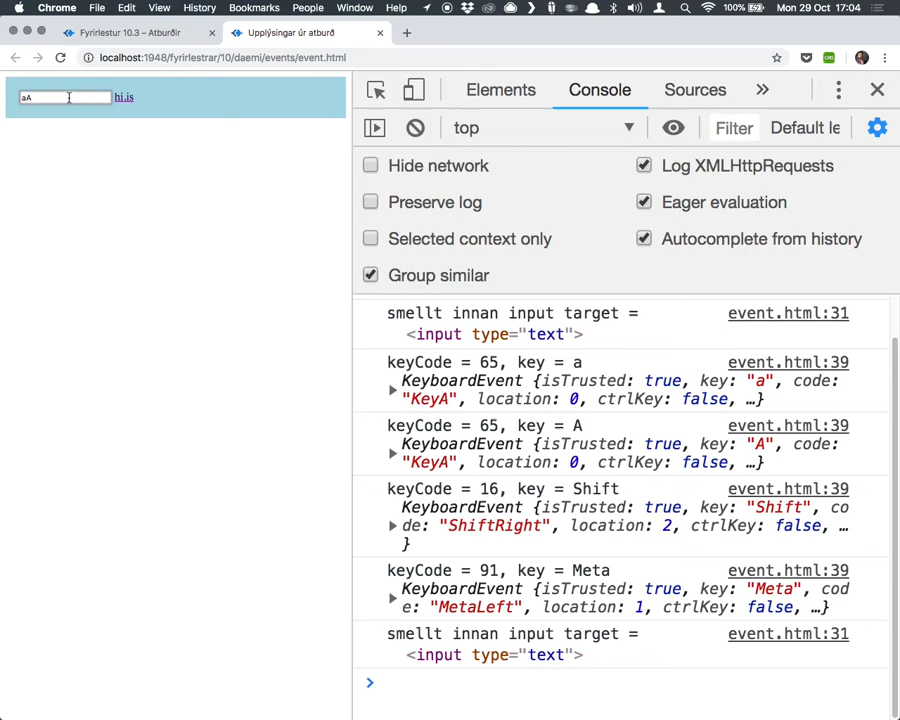 Chrome File Edit View History Bookmarks People Window Help 100% Mon 29 Oct 17:04
Fyrirlestur 10.3 – Atburðir × Upplýsingar úr atburð × +
localhost:1948/fyrirlestrar/10/daemi/events/event.html
aA hi.is
Elements Console Sources » ×
top ▼ Filter Default le
Hide network Log XMLHttpRequests
Preserve log Eager evaluation
Selected context only Autocomplete from history
Group similar
smellt innan input target = event.html:31
<input type="text">
keyCode = 65, key = a event.html:39
▶ KeyboardEvent {isTrusted: true, key: "a", code:
"KeyA", location: 0, ctrlKey: false, …}
keyCode = 65, key = A event.html:39
▶ KeyboardEvent {isTrusted: true, key: "A", code:
"KeyA", location: 0, ctrlKey: false, …}
keyCode = 16, key = Shift event.html:39
KeyboardEvent {isTrusted: true, key: "Shift", co
▶ de: "ShiftRight", location: 2, ctrlKey: false, …
}
keyCode = 91, key = Meta event.html:39
▶ KeyboardEvent {isTrusted: true, key: "Meta", cod
e: "MetaLeft", location: 1, ctrlKey: false, …}
smellt innan input target = event.html:31
<input type="text">
>